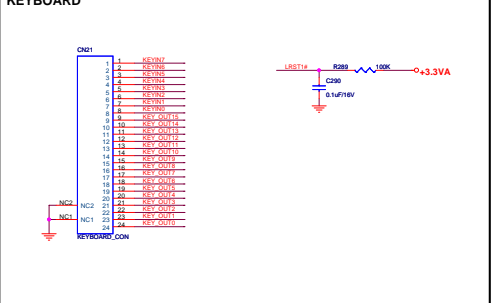 KEYBOARD
CN21
1 1 KEYIN7
2 2 KEYIN6
3 3 KEYIN5
4 4 KEYIN4
5 5 KEYIN3
6 6 KEYIN2
7 7 KEYIN1
8 8 KEYIN0
9 9 KEY_OUT15
10 10 KEY_OUT14
11 11 KEY_OUT13
12 12 KEY_OUT12
13 13 KEY_OUT11
14 14 KEY_OUT10
15 15 KEY_OUT9
16 16 KEY_OUT8
17 17 KEY_OUT7
18 18 KEY_OUT6
19 19 KEY_OUT5
20 20 KEY_OUT4
NC2 NC2 21 21 KEY_OUT3
22 22 KEY_OUT2
NC1 NC1 23 23 KEY_OUT1
24 24 KEY_OUT0
KEYBOARD_CON
LRST1# R289 100K +3.3VA
C290
0.1uF/16V